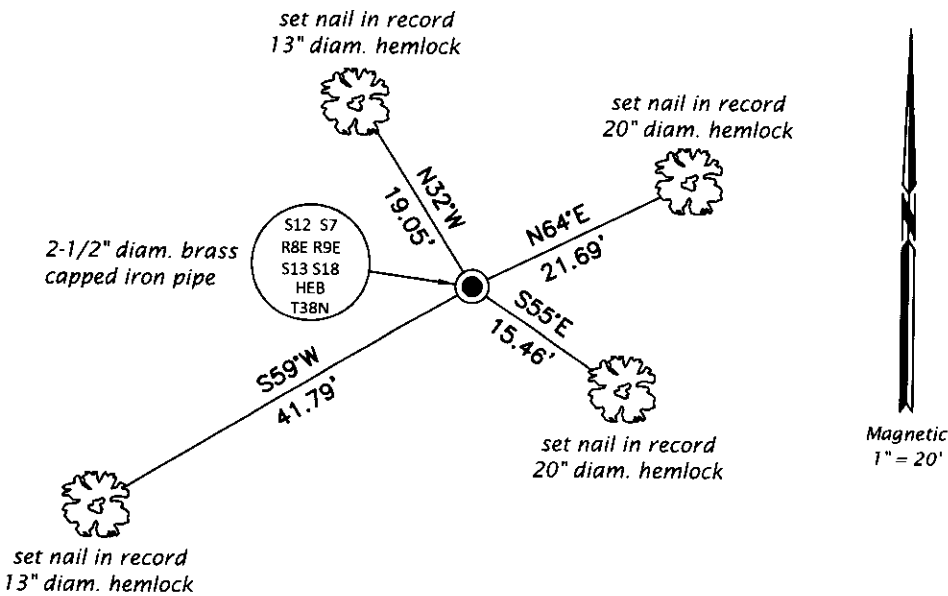 set nail in record
13" diam. hemlock
set nail in record
20" diam. hemlock
N32°W
19.05'
N64°E
21.69'
2-1/2" diam. brass
capped iron pipe
S12 S7
R8E R9E
S13 S18
HEB
T38N
S55°E
15.46'
S59°W
41.79'
set nail in record
20" diam. hemlock
set nail in record
13" diam. hemlock
N
Magnetic
1" = 20'